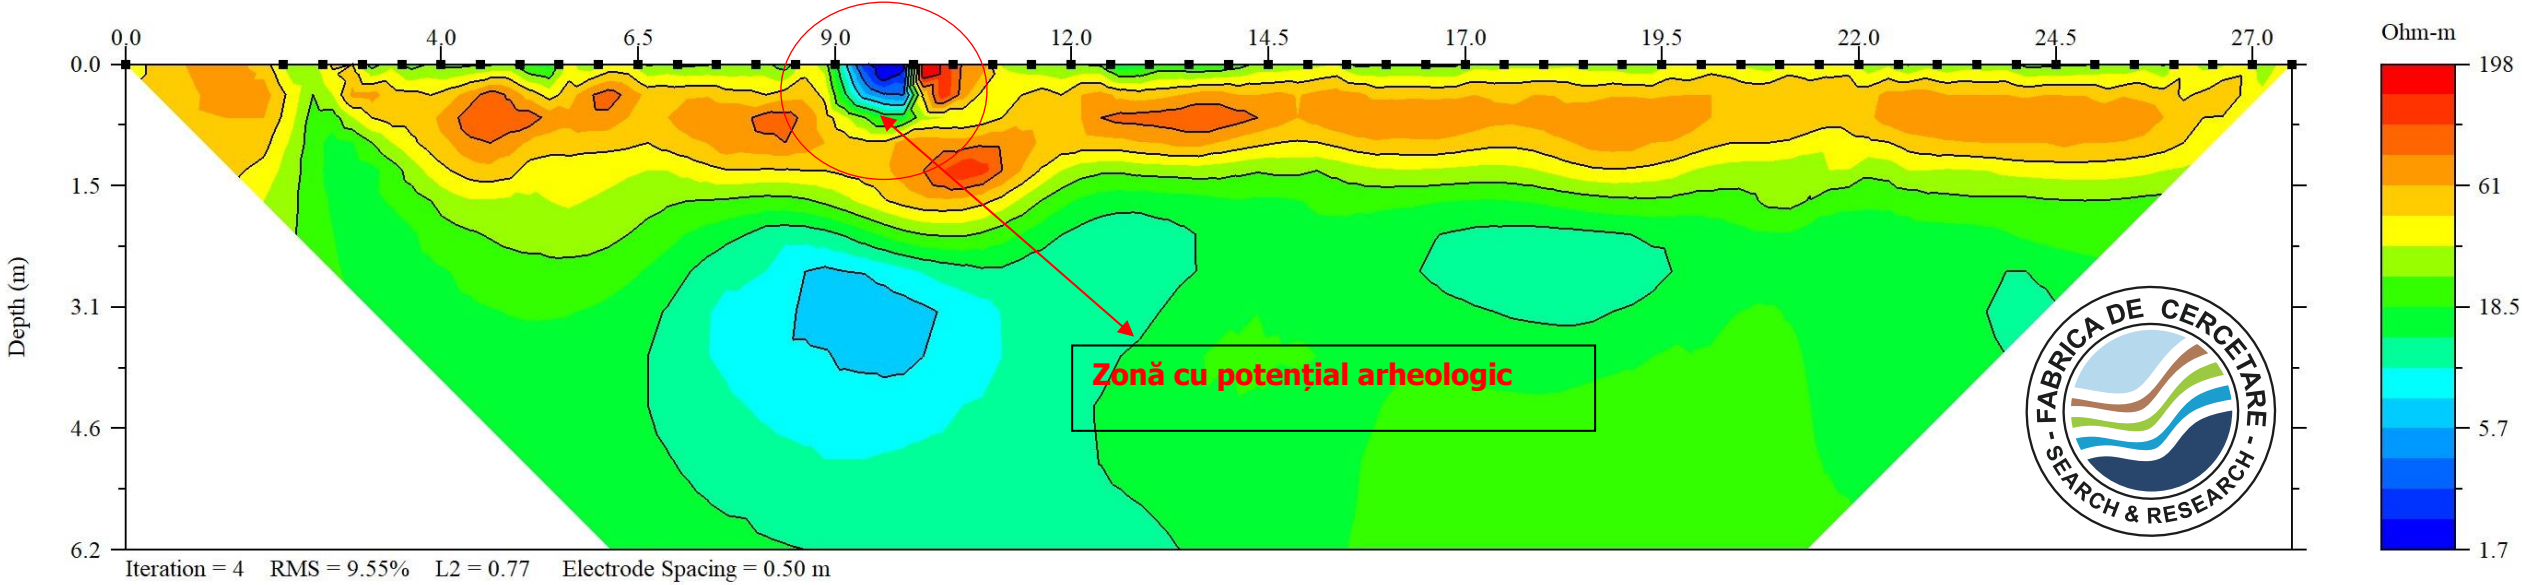 0.0 4.0 6.5 9.0 12.0 14.5 17.0 19.5 22.0 24.5 27.0
Ohm-m
0.0
1.5
3.1
4.6
6.2
Depth (m)
198
61
18.5
5.7
1.7
Zonă cu potențial arheologic
FABRICA DE CERCETARE
- SEARCH & RESEARCH -
Iteration = 4 RMS = 9.55% L2 = 0.77 Electrode Spacing = 0.50 m